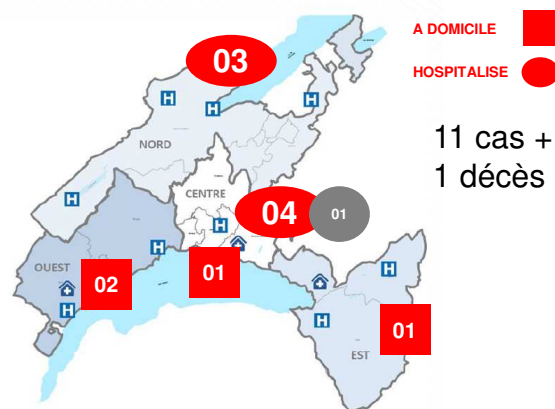 A DOMICILE
HOSPITALISE
11 cas +
1 décès
03
H
H
H
NORD
H
CENTRE
04
01
H
H
OUEST
02
01
H
H
H
01
EST